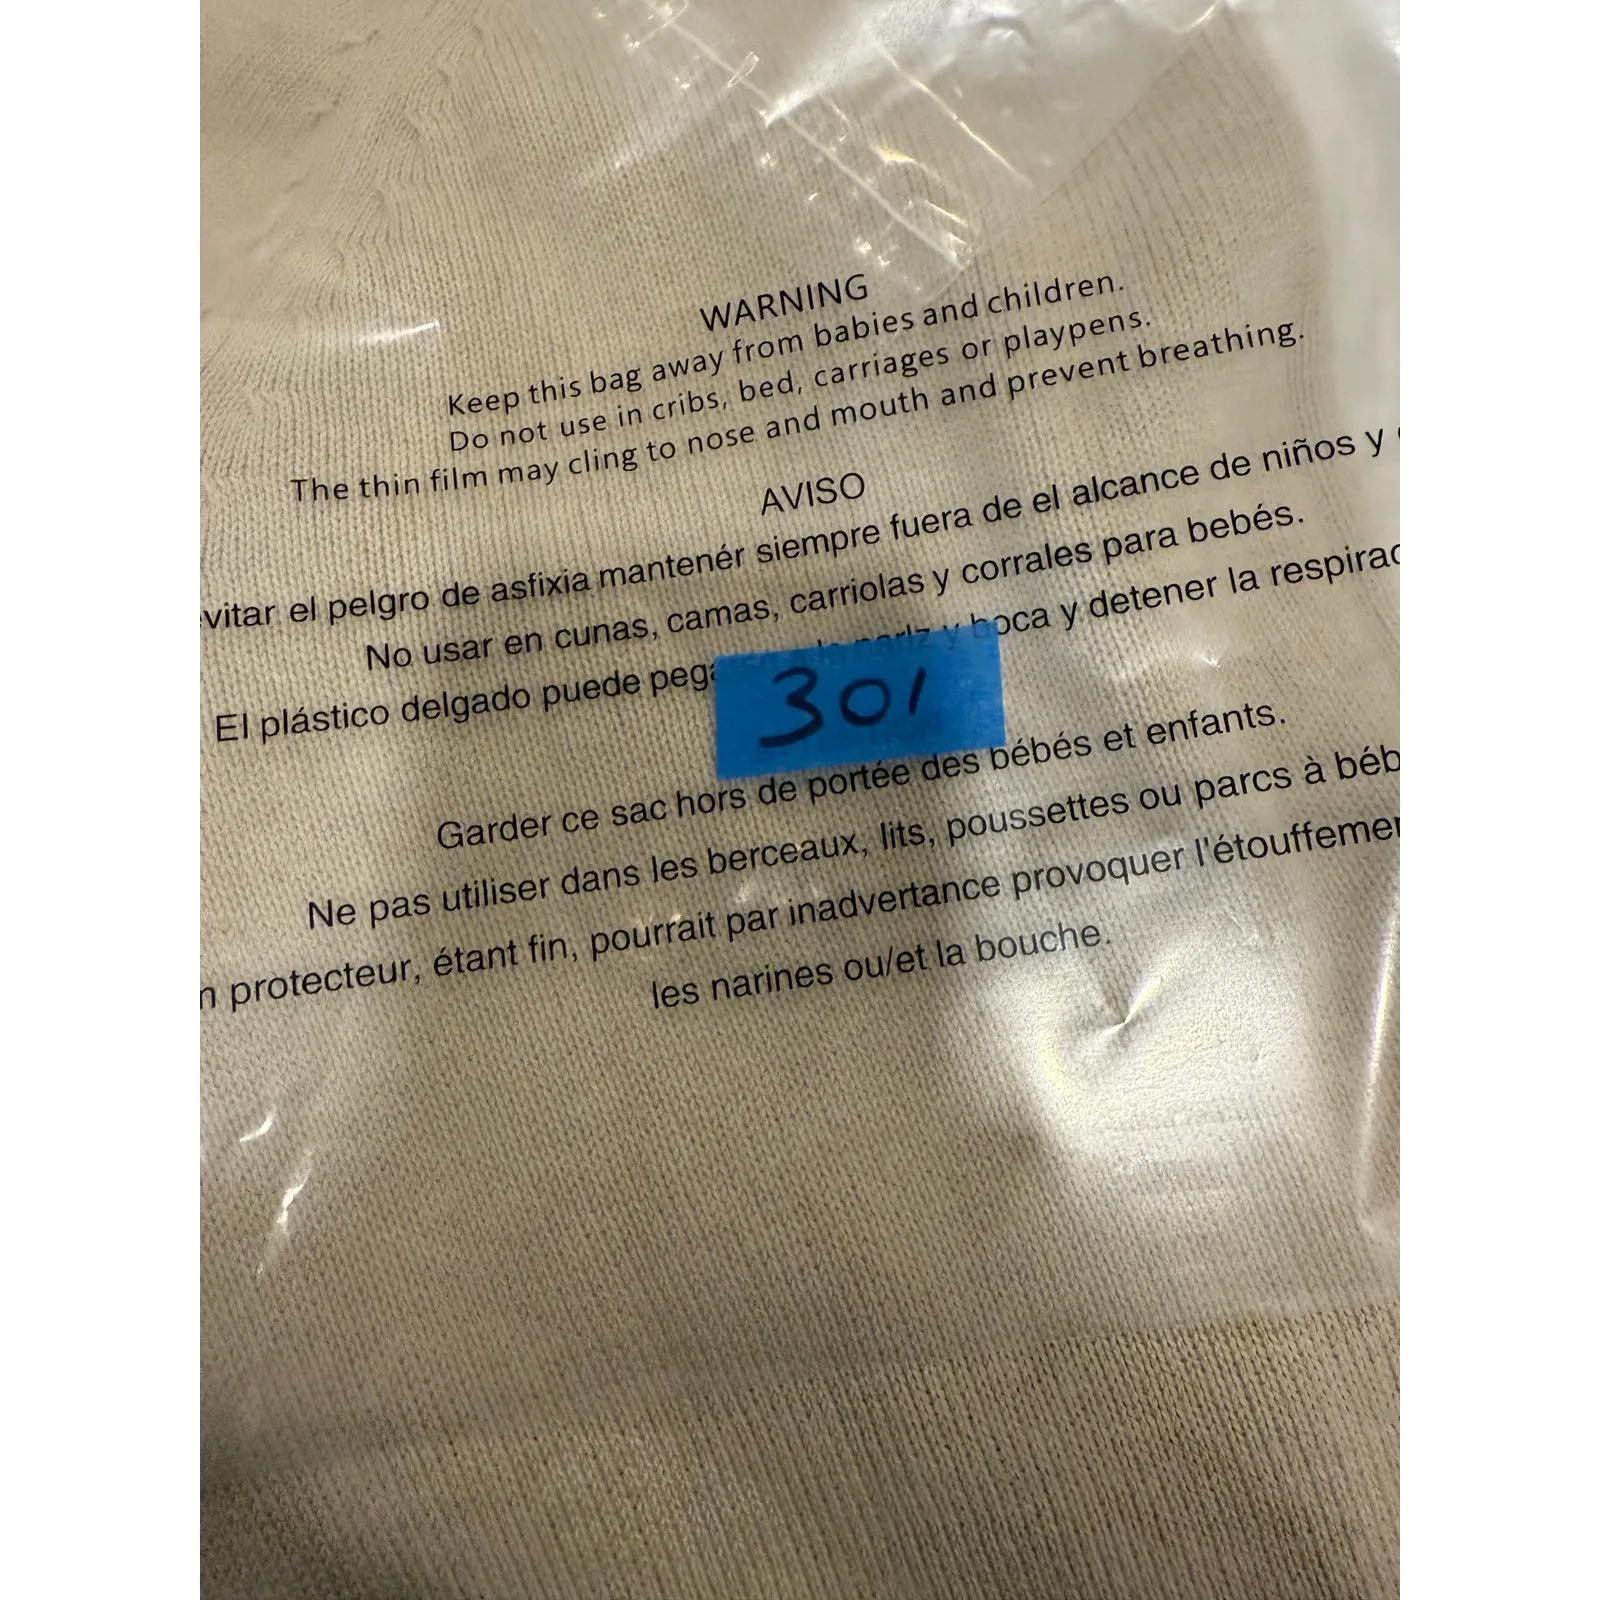 WARNING
Keep this bag away from babies and children.
Do not use in cribs, bed, carriages or playpens.
The thin film may cling to nose and mouth and prevent breathing.
AVISO
vitar el pelgro de asfixia mantenér siempre fuera de el alcance de niños y
No usar en cunas, camas, carriolas y corrales para bebés.
El plástico delgado puede pega la nariz y boca y detener la respirac
301
Garder ce sac hors de portée des bébés et enfants.
Ne pas utiliser dans les berceaux, lits, poussettes ou parcs à béb
n protecteur, étant fin, pourrait par inadvertance provoquer l'étouffemen
les narines ou/et la bouche.